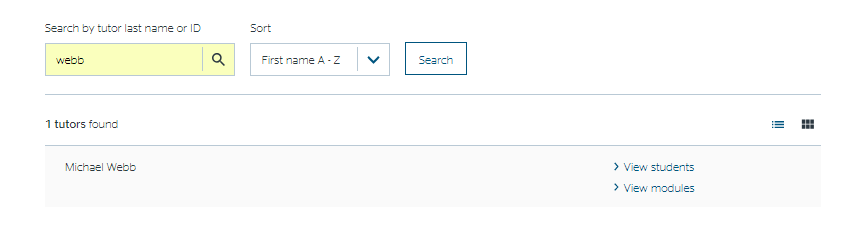 Search by tutor last name or ID
Sort
webb
First name A - Z
Search
1 tutors found
Michael Webb
View students
View modules